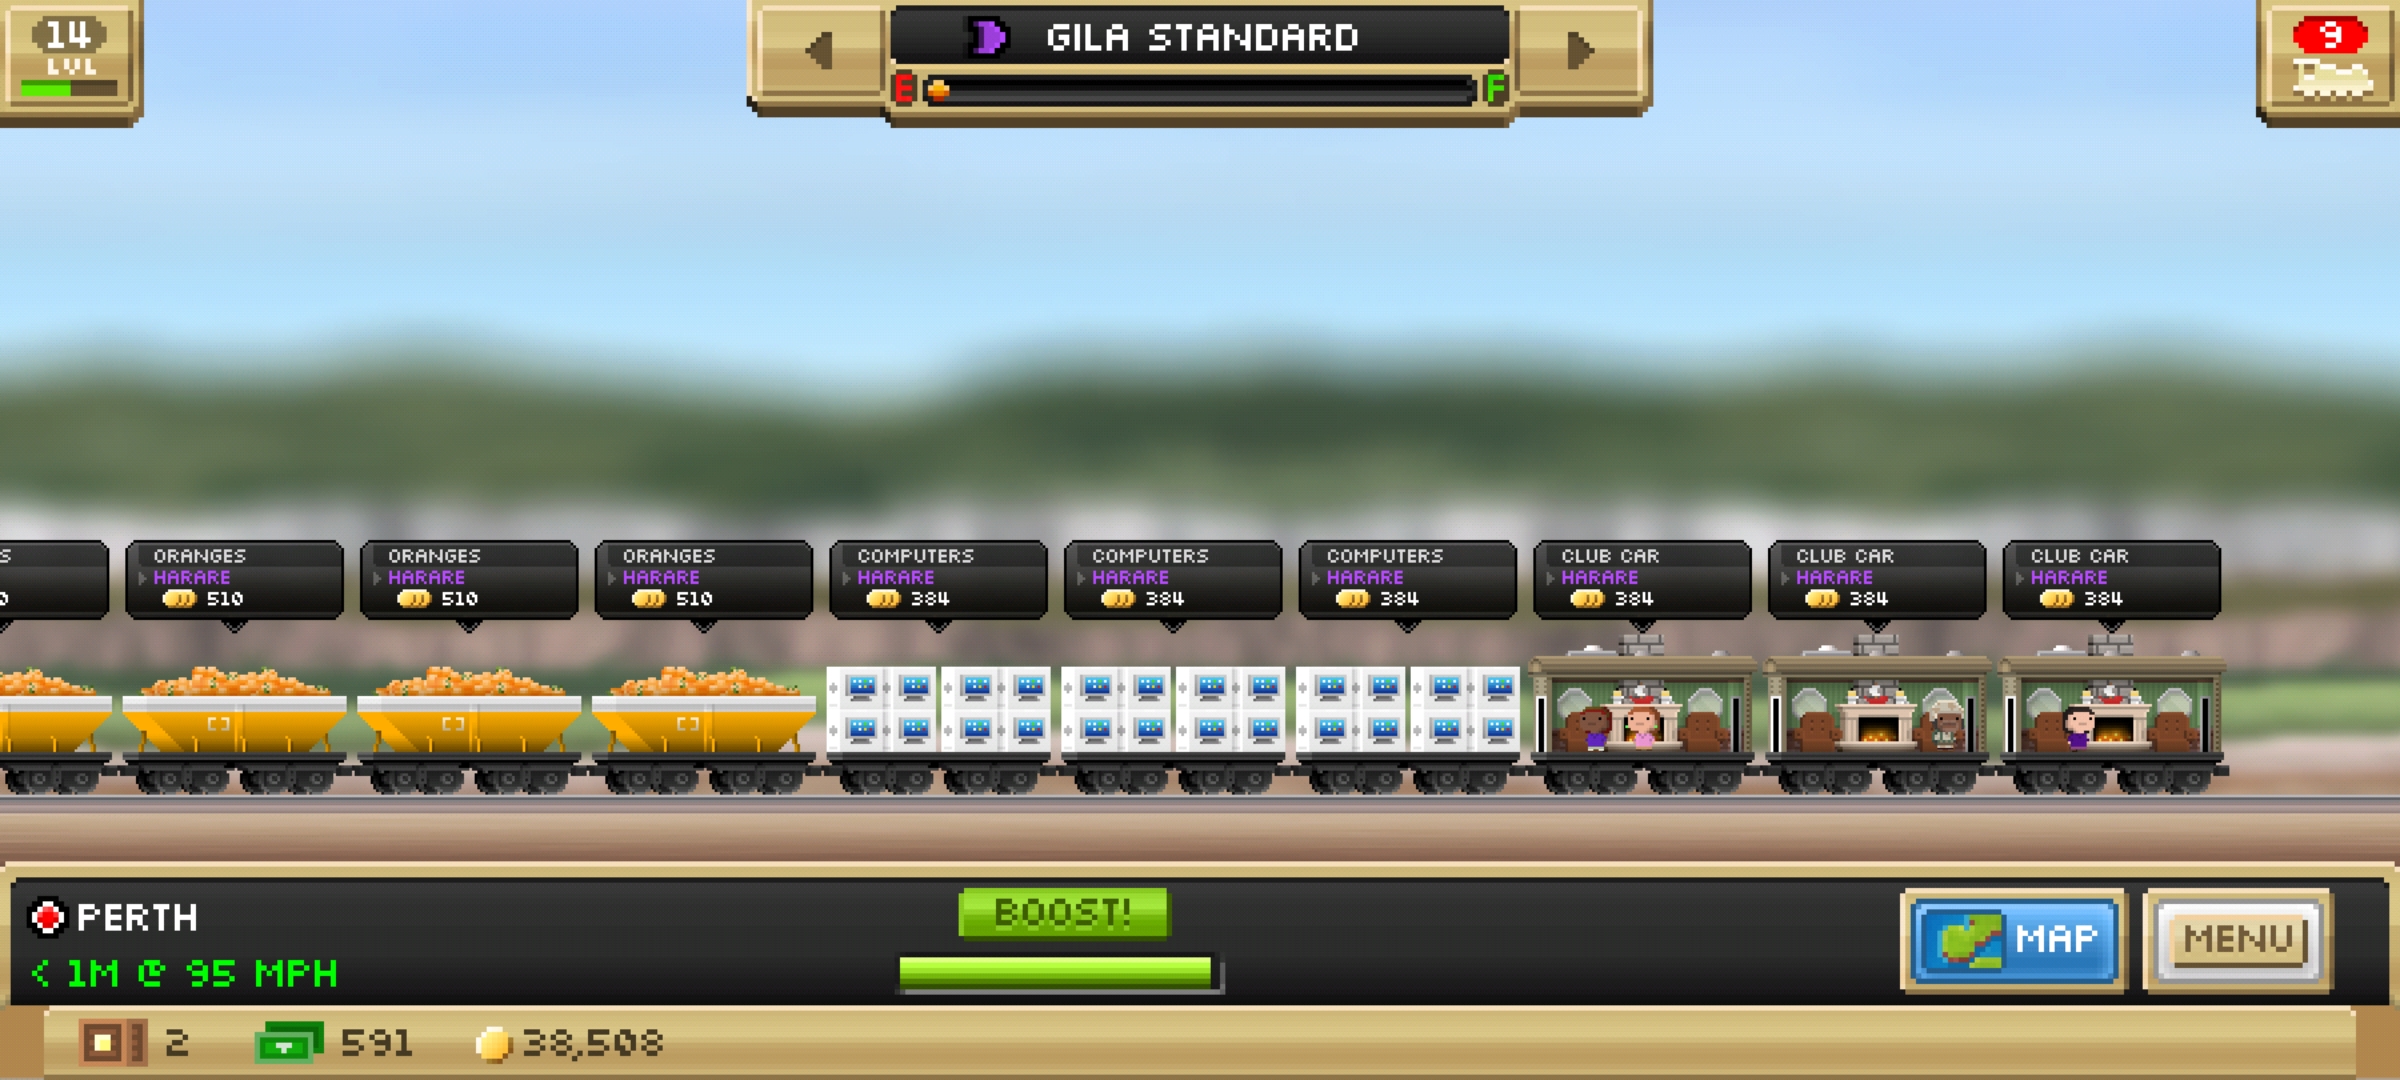 14
LVL
GILA STANDARD
E
F
9
S
ORANGES
ORANGES
ORANGES
COMPUTERS
COMPUTERS
COMPUTERS
CLUB CAR
CLUB CAR
CLUB CAR
HARARE
HARARE
HARARE
HARARE
HARARE
HARARE
HARARE
HARARE
HARARE
0
510
510
510
384
384
384
384
384
384
PERTH
< 1M @ 95 MPH
BOOST!
MAP
MENU
2
591
38,508